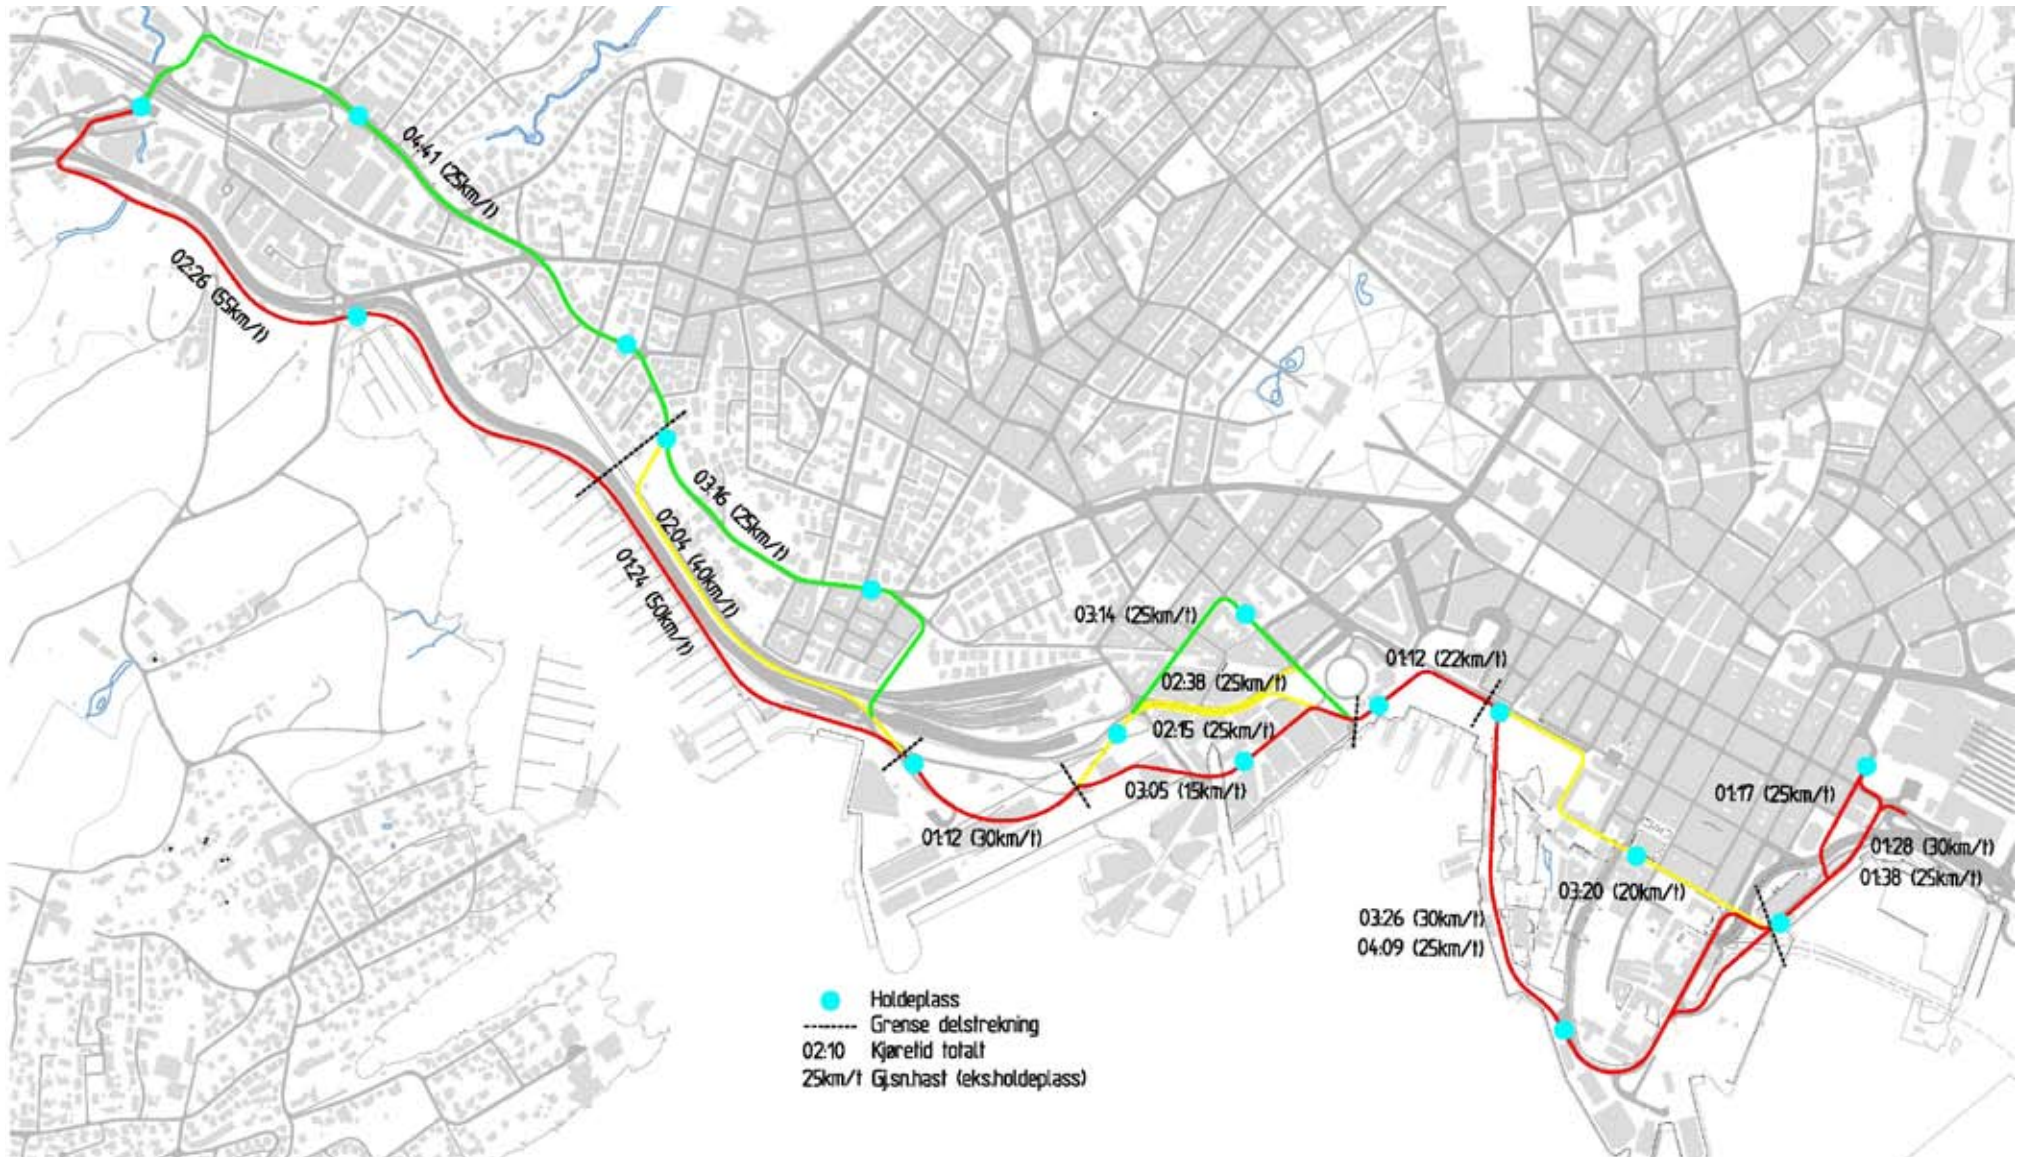 04:41 (25km/t)
02:26 (55km/t)
03:16 (25km/t)
02:04 (40km/t)
01:24 (50km/t)
03:14 (25km/t)
02:38 (25km/t)
02:15 (25km/t)
03:05 (15km/t)
01:12 (30km/t)
01:12 (22km/t)
01:17 (25km/t)
01:28 (30km/t)
01:38 (25km/t)
03:20 (20km/t)
03:26 (30km/t)
04:09 (25km/t)
Holdeplass
Grense delstrekning
02:10 Kjøretid totalt
25km/t Gj.sn.hast (eks.holdeplass)